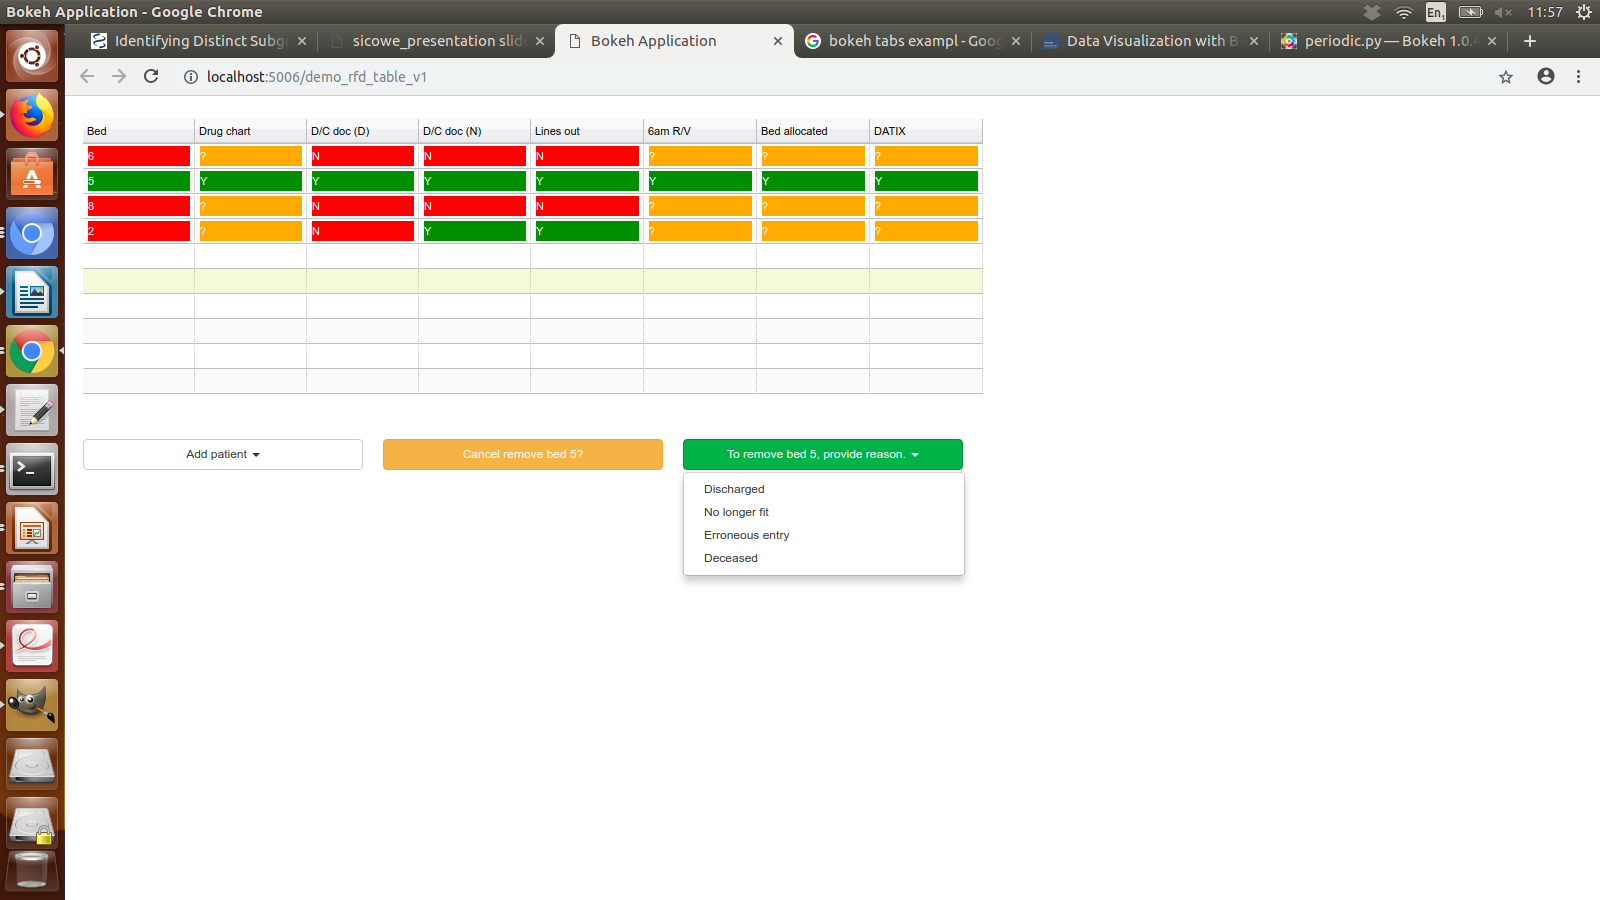 Bokeh Application - Google Chrome
En1 11:57
Identifying Distinct Subg
sicowe_presentation slid
Bokeh Application
bokeh tabs exampl - Goog
Data Visualization with B
periodic.py — Bokeh 1.0.4
localhost:5006/demo_rfd_table_v1
Bed Drug chart D/C doc (D) D/C doc (N) Lines out 6am R/V Bed allocated DATIX
6 ? N N N ? ? ?
5 Y Y Y Y Y Y Y
8 ? N N N ? ? ?
2 ? N Y Y ? ? ?
Add patient
Cancel remove bed 5?
To remove bed 5, provide reason.
Discharged
No longer fit
Erroneous entry
Deceased